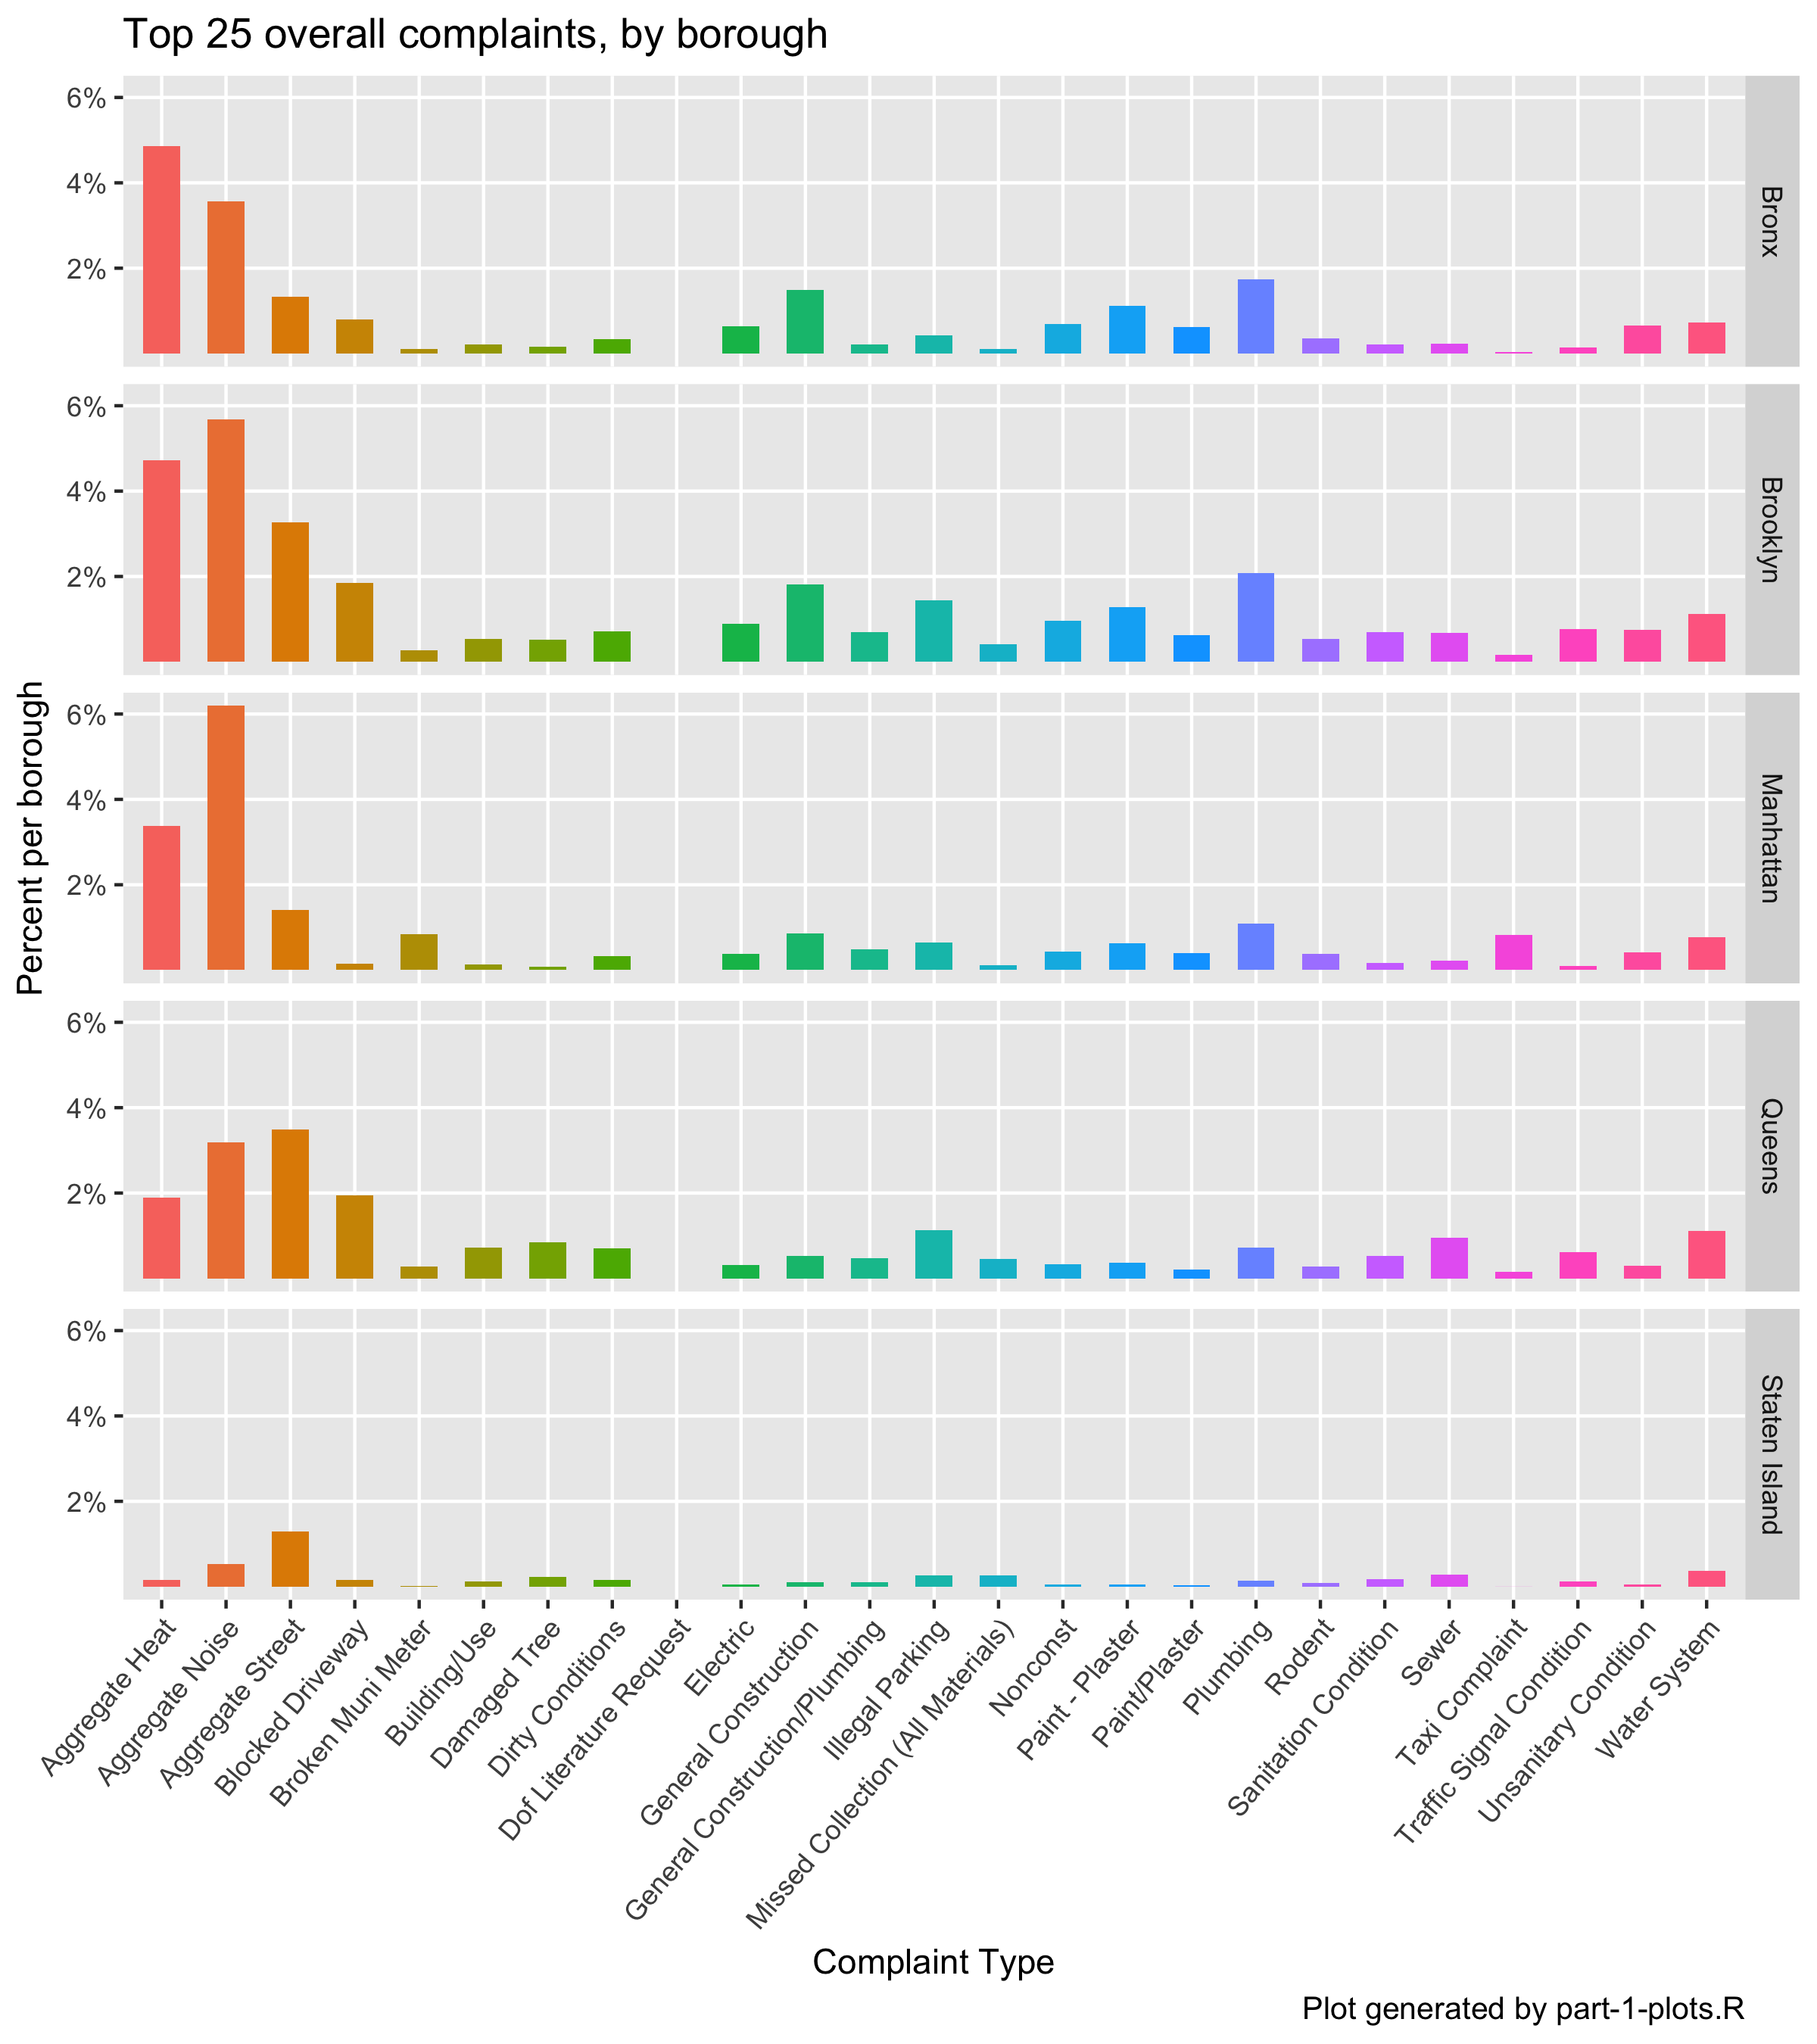 Top 25 overall complaints, by borough
Percent per borough
6%
4%
2%
Bronx
6%
4%
2%
Brooklyn
6%
4%
2%
Manhattan
6%
4%
2%
Queens
6%
4%
2%
Staten Island
Aggregate Heat
Aggregate Noise
Aggregate Street
Blocked Driveway
Broken Muni Meter
Building/Use
Damaged Tree
Dirty Conditions
Dof Literature Request
Electric
General Construction
General Construction/Plumbing
Illegal Parking
Missed Collection (All Materials)
Nonconst
Paint - Plaster
Paint/Plaster
Plumbing
Rodent
Sanitation Condition
Sewer
Taxi Complaint
Traffic Signal Condition
Unsanitary Condition
Water System
Complaint Type
Plot generated by part-1-plots.R